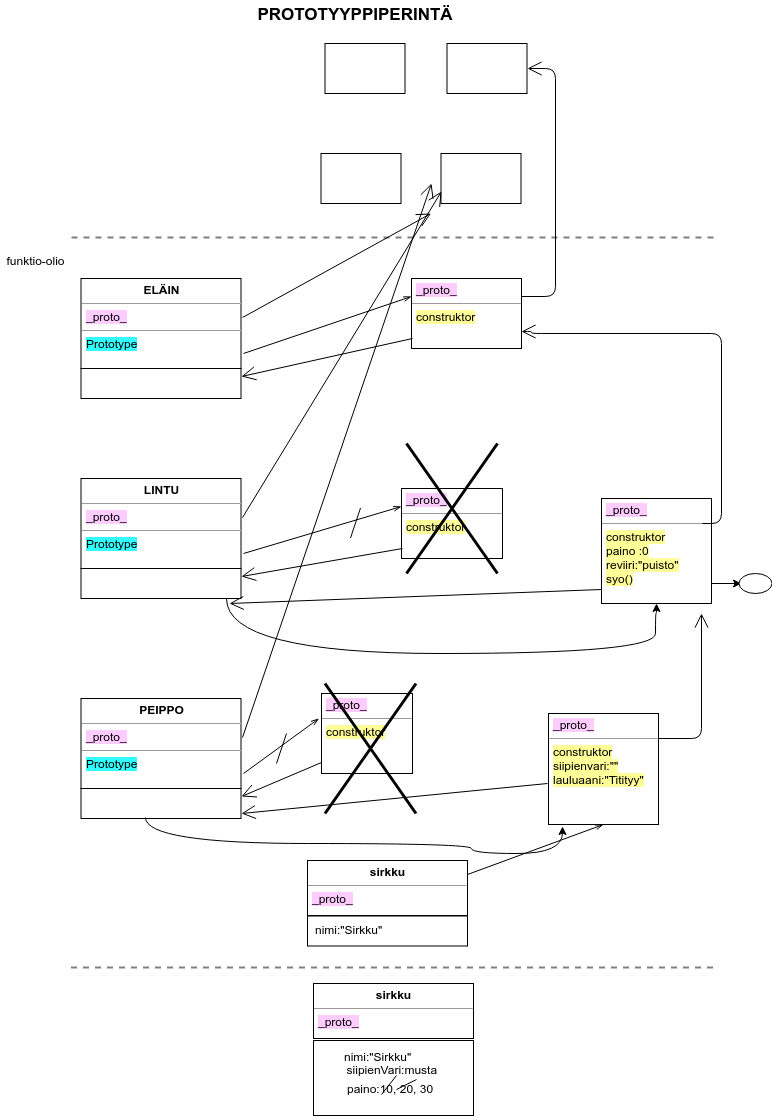 PROTOTYYPPIPERINTÄ
funktio-olio
ELÄIN
_proto_
Prototype
_proto_
construktor
LINTU
_proto_
Prototype
_proto_
construktor
_proto_
construktor
paino :0
reviiri:"puisto"
syo()
PEIPPO
_proto_
Prototype
_proto_
construktor
_proto_
construktor
siipienvari:""
lauluaani:"Titityy"
sirkku
_proto_
nimi:"Sirkku"
sirkku
_proto_
nimi:"Sirkku"
siipienVari:musta
paino:10, 20, 30